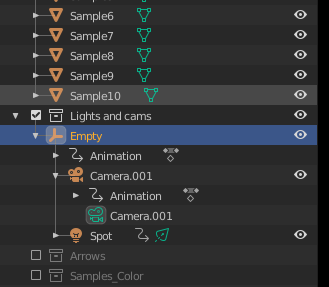 Sample6
Sample7
Sample8
Sample9
Sample10
Lights and cams
Empty
Animation
Camera.001
Animation
Camera.001
Spot
Arrows
Samples_Color